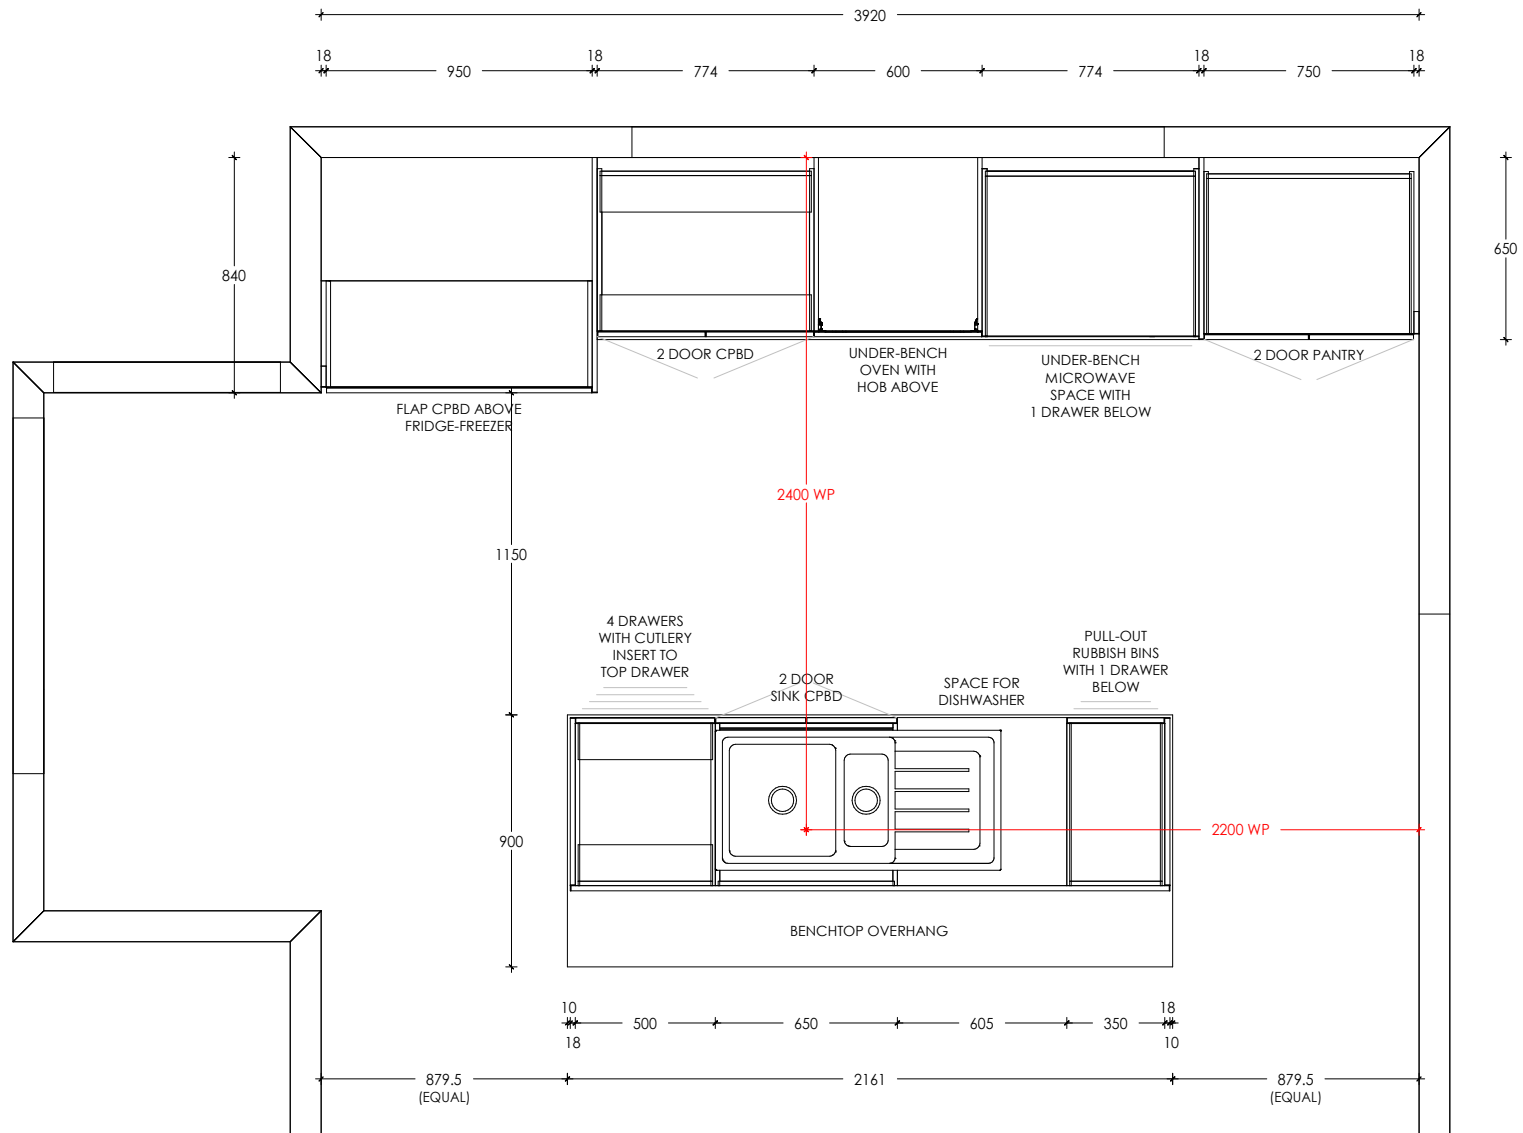 3920
18
18
18
18
950
774
600
774
750
840
650
2 DOOR CPBD
UNDER-BENCH
OVEN WITH
HOB ABOVE
UNDER-BENCH
MICROWAVE
SPACE WITH
1 DRAWER BELOW
2 DOOR PANTRY
FLAP CPBD ABOVE
FRIDGE-FREEZER
2400 WP
1150
4 DRAWERS
WITH CUTLERY
INSERT TO
TOP DRAWER
2 DOOR
SINK CPBD
SPACE FOR
DISHWASHER
PULL-OUT
RUBBISH BINS
WITH 1 DRAWER
BELOW
2200 WP
900
BENCHTOP OVERHANG
10
18
500
650
605
350
18
10
879.5
(EQUAL)
2161
879.5
(EQUAL)